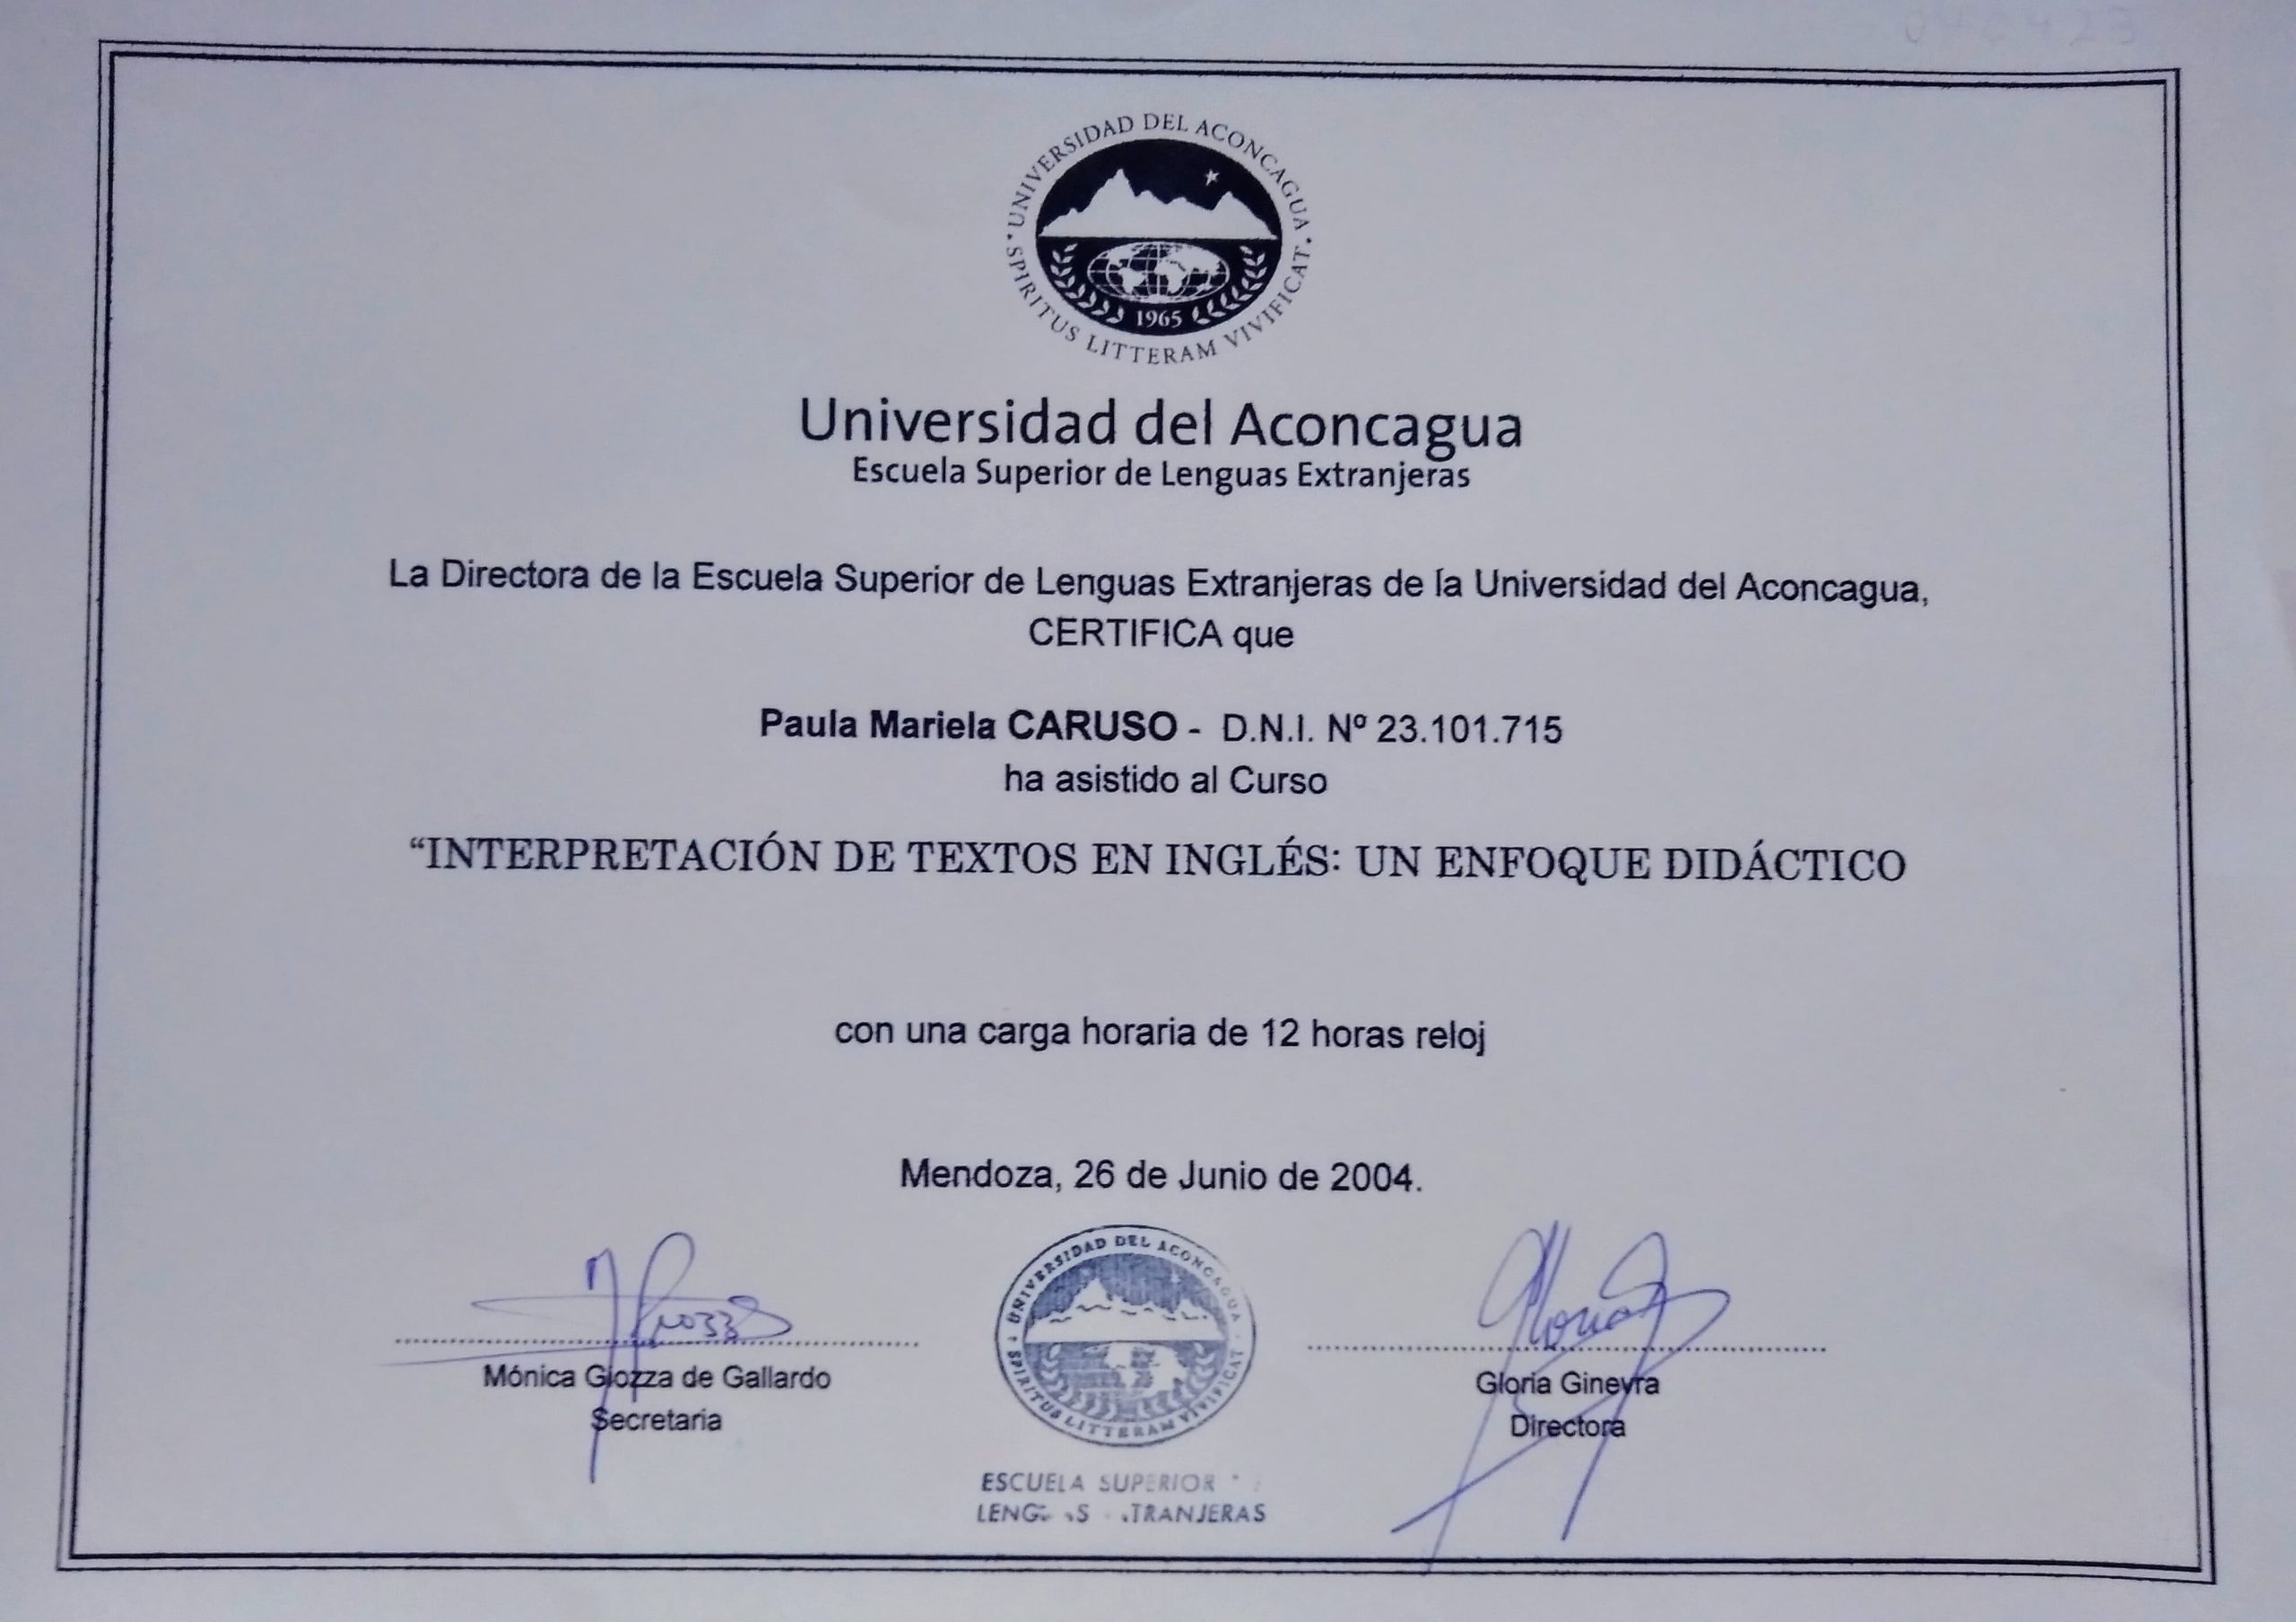 UNIVERSIDAD DEL ACONCAGUA
SPIRITUS LITTERAM VIVIFICAT
1965
Universidad del Aconcagua
Escuela Superior de Lenguas Extranjeras
La Directora de la Escuela Superior de Lenguas Extranjeras de la Universidad del Aconcagua,
CERTIFICA que
Paula Mariela CARUSO - D.N.I. Nº 23.101.715
ha asistido al Curso
“INTERPRETACIÓN DE TEXTOS EN INGLÉS: UN ENFOQUE DIDÁCTICO
con una carga horaria de 12 horas reloj
Mendoza, 26 de Junio de 2004.
Mónica Giozza de Gallardo
Secretaria
UNIVERSIDAD DEL ACONCAGUA
SPIRITUS LITTERAM VIVIFICAT
ESCUELA SUPERIOR
Gloria Ginevra
Directora